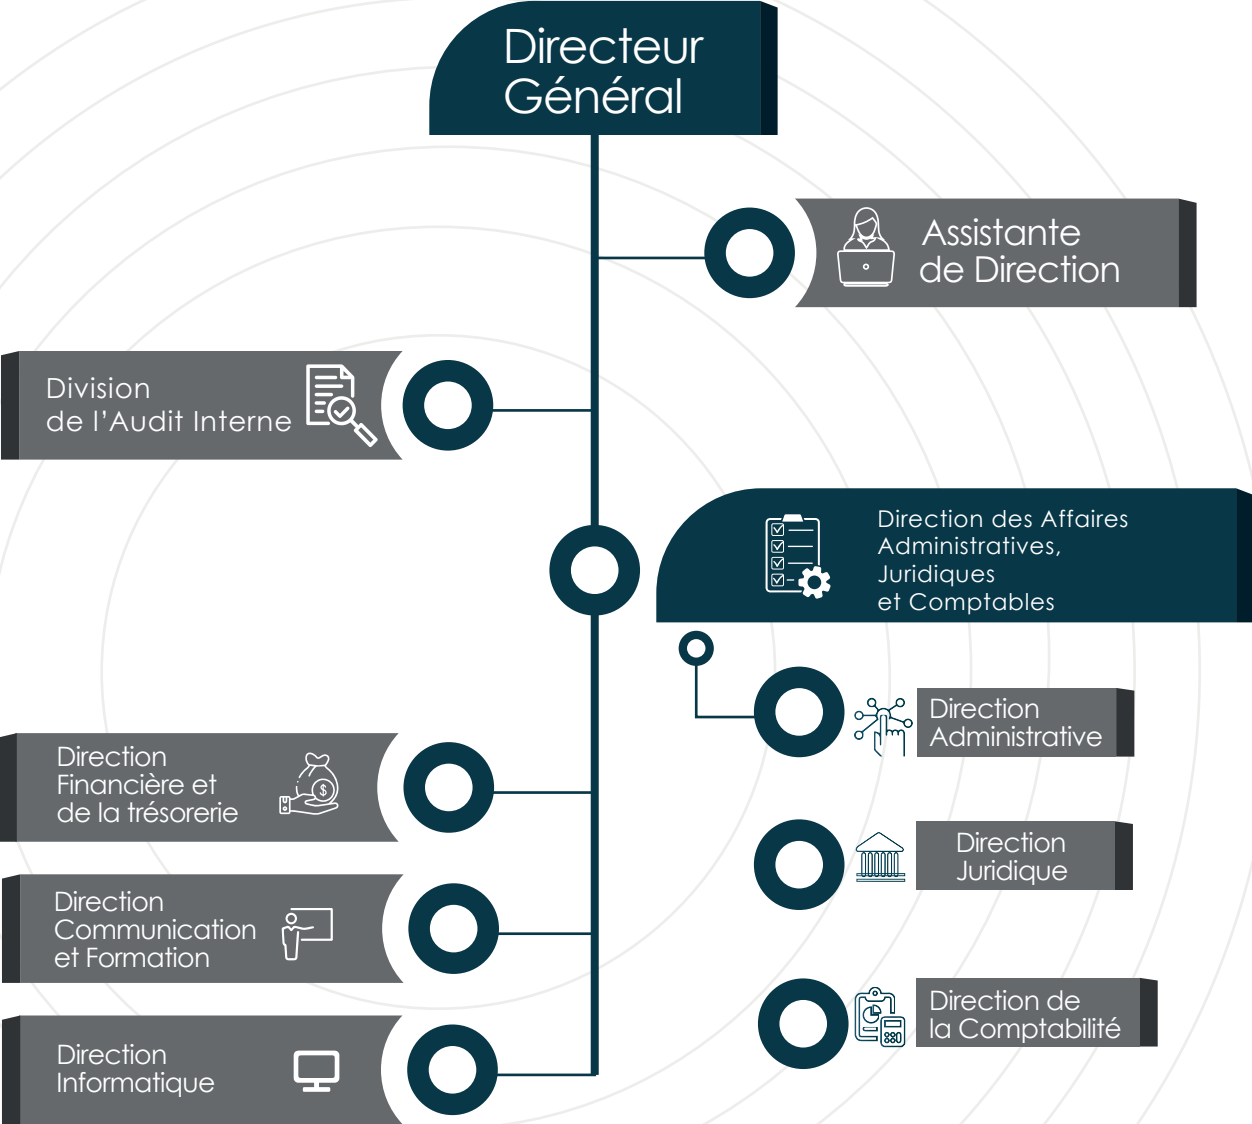 Directeur
Général
Assistante
de Direction
Division
de l’Audit Interne
Direction des Affaires
Administratives,
Juridiques
et Comptables
Direction
Administrative
Direction
Financière et
de la trésorerie
$
Direction
Juridique
Direction
Communication
et Formation
Direction de
la Comptabilité
Direction
Informatique